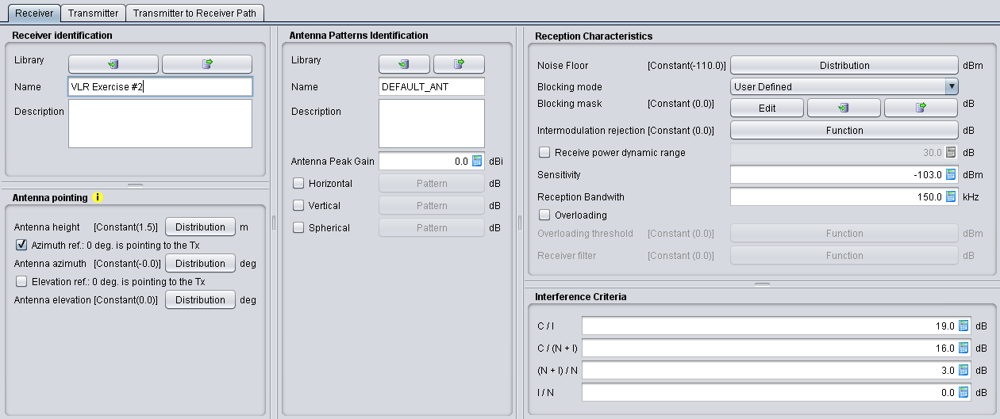 Receiver Transmitter Transmitter to Receiver Path
Receiver identification
Library
Name VLR Exercise #2
Description
Antenna pointing i
Antenna height [Constant(1.5)] Distribution m
Azimuth ref.: 0 deg. is pointing to the Tx
Antenna azimuth [Constant(-0.0)] Distribution deg
Elevation ref.: 0 deg. is pointing to the Tx
Antenna elevation [Constant(0.0)] Distribution deg
Antenna Patterns Identification
Library
Name DEFAULT_ANT
Description
Antenna Peak Gain 0.0 dBi
Horizontal Pattern dB
Vertical Pattern dB
Spherical Pattern dB
Reception Characteristics
Noise Floor [Constant(-110.0)] Distribution dBm
Blocking mode User Defined
Blocking mask [Constant (0.0)] Edit dB
Intermodulation rejection [Constant (0.0)] Function dB
Receive power dynamic range 30.0 dB
Sensitivity -103.0 dBm
Reception Bandwith 150.0 kHz
Overloading
Overloading threshold [Constant (0.0)] Function dBm
Receiver filter [Constant (0.0)] Function dB
Interference Criteria
C / I 19.0 dB
C / (N + I) 16.0 dB
(N + I) / N 3.0 dB
I / N 0.0 dB